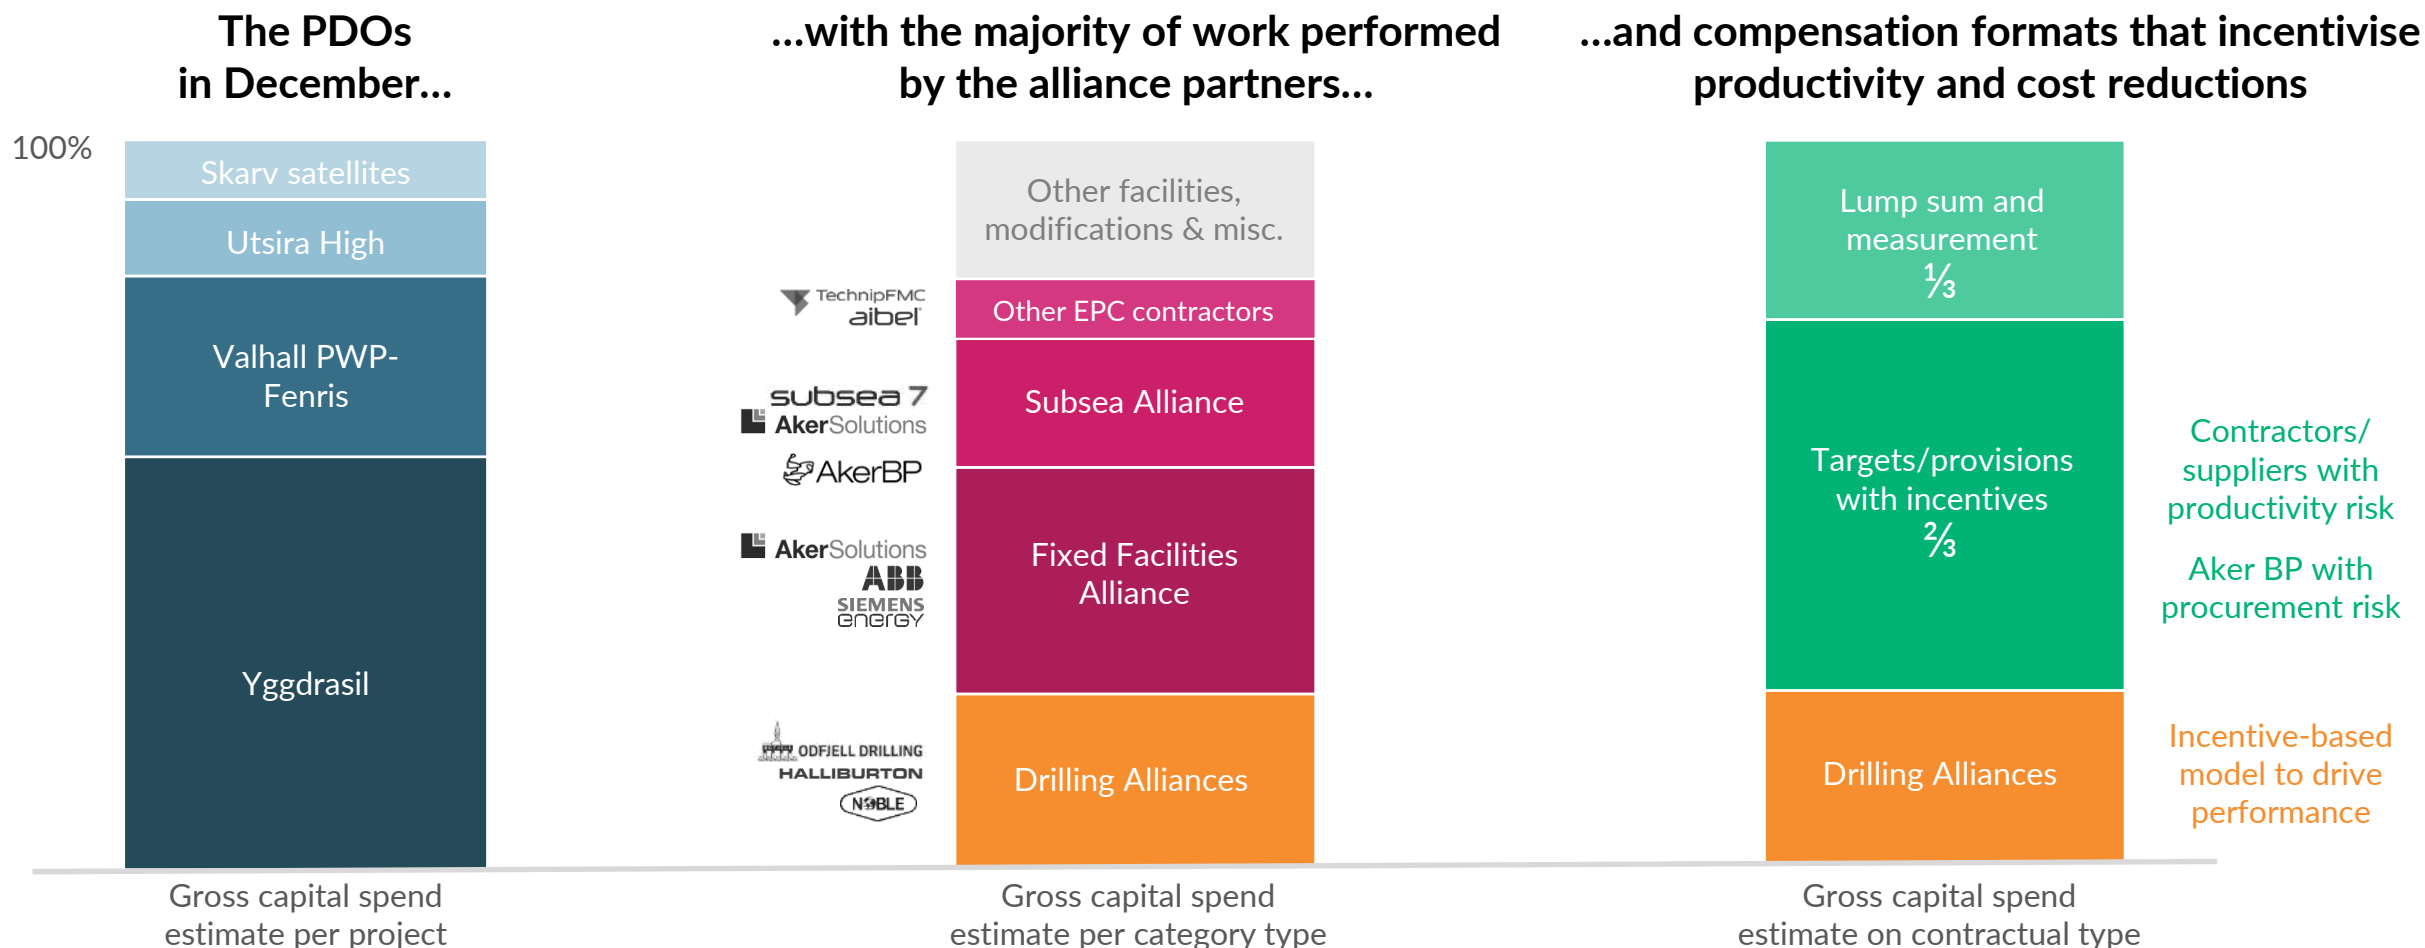 The PDOs
in December...
...with the majority of work performed
by the alliance partners...
...and compensation formats that incentivise
productivity and cost reductions
100%
Skarv satellites
Utsira High
Valhall PWP-
Fenris
Yggdrasil
Gross capital spend
estimate per project
TechnipFMC
aibel
subsea 7
AkerSolutions
AkerBP
AkerSolutions
ABB
SIEMENS
energy
ODFJELL DRILLING
HALLIBURTON
NOBLE
Other facilities,
modifications & misc.
Other EPC contractors
Subsea Alliance
Fixed Facilities
Alliance
Drilling Alliances
Gross capital spend
estimate per category type
Lump sum and
measurement
⅓
Targets/provisions
with incentives
⅔
Drilling Alliances
Contractors/
suppliers with
productivity risk
Aker BP with
procurement risk
Incentive-based
model to drive
performance
Gross capital spend
estimate on contractual type